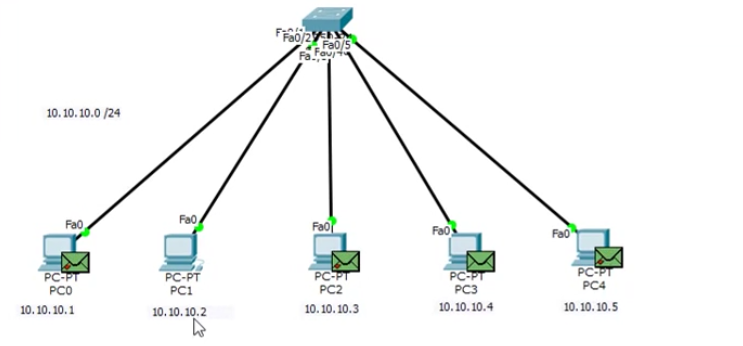 Fa0/2
Fa0/5
10.10.10.0 /24
Fa0
Fa0
Fa0
Fa0
Fa0
PC-PT
PC0
PC-PT
PC1
PC-PT
PC2
PC-PT
PC3
PC-PT
PC4
10.10.10.1
10.10.10.2
10.10.10.3
10.10.10.4
10.10.10.5